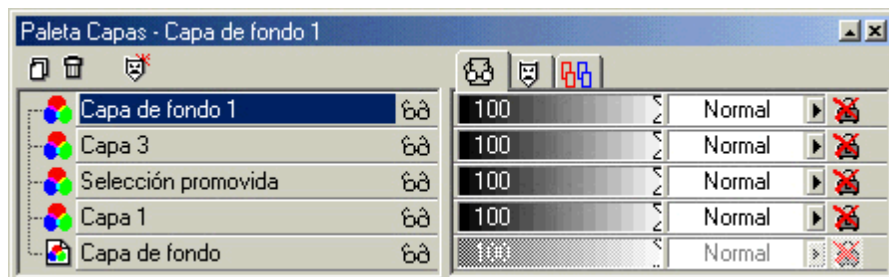 Paleta Capas - Capa de fondo 1
Capa de fondo 1 100 Normal
Capa 3 100 Normal
Selección promovida 100 Normal
Capa 1 100 Normal
Capa de fondo 100 Normal